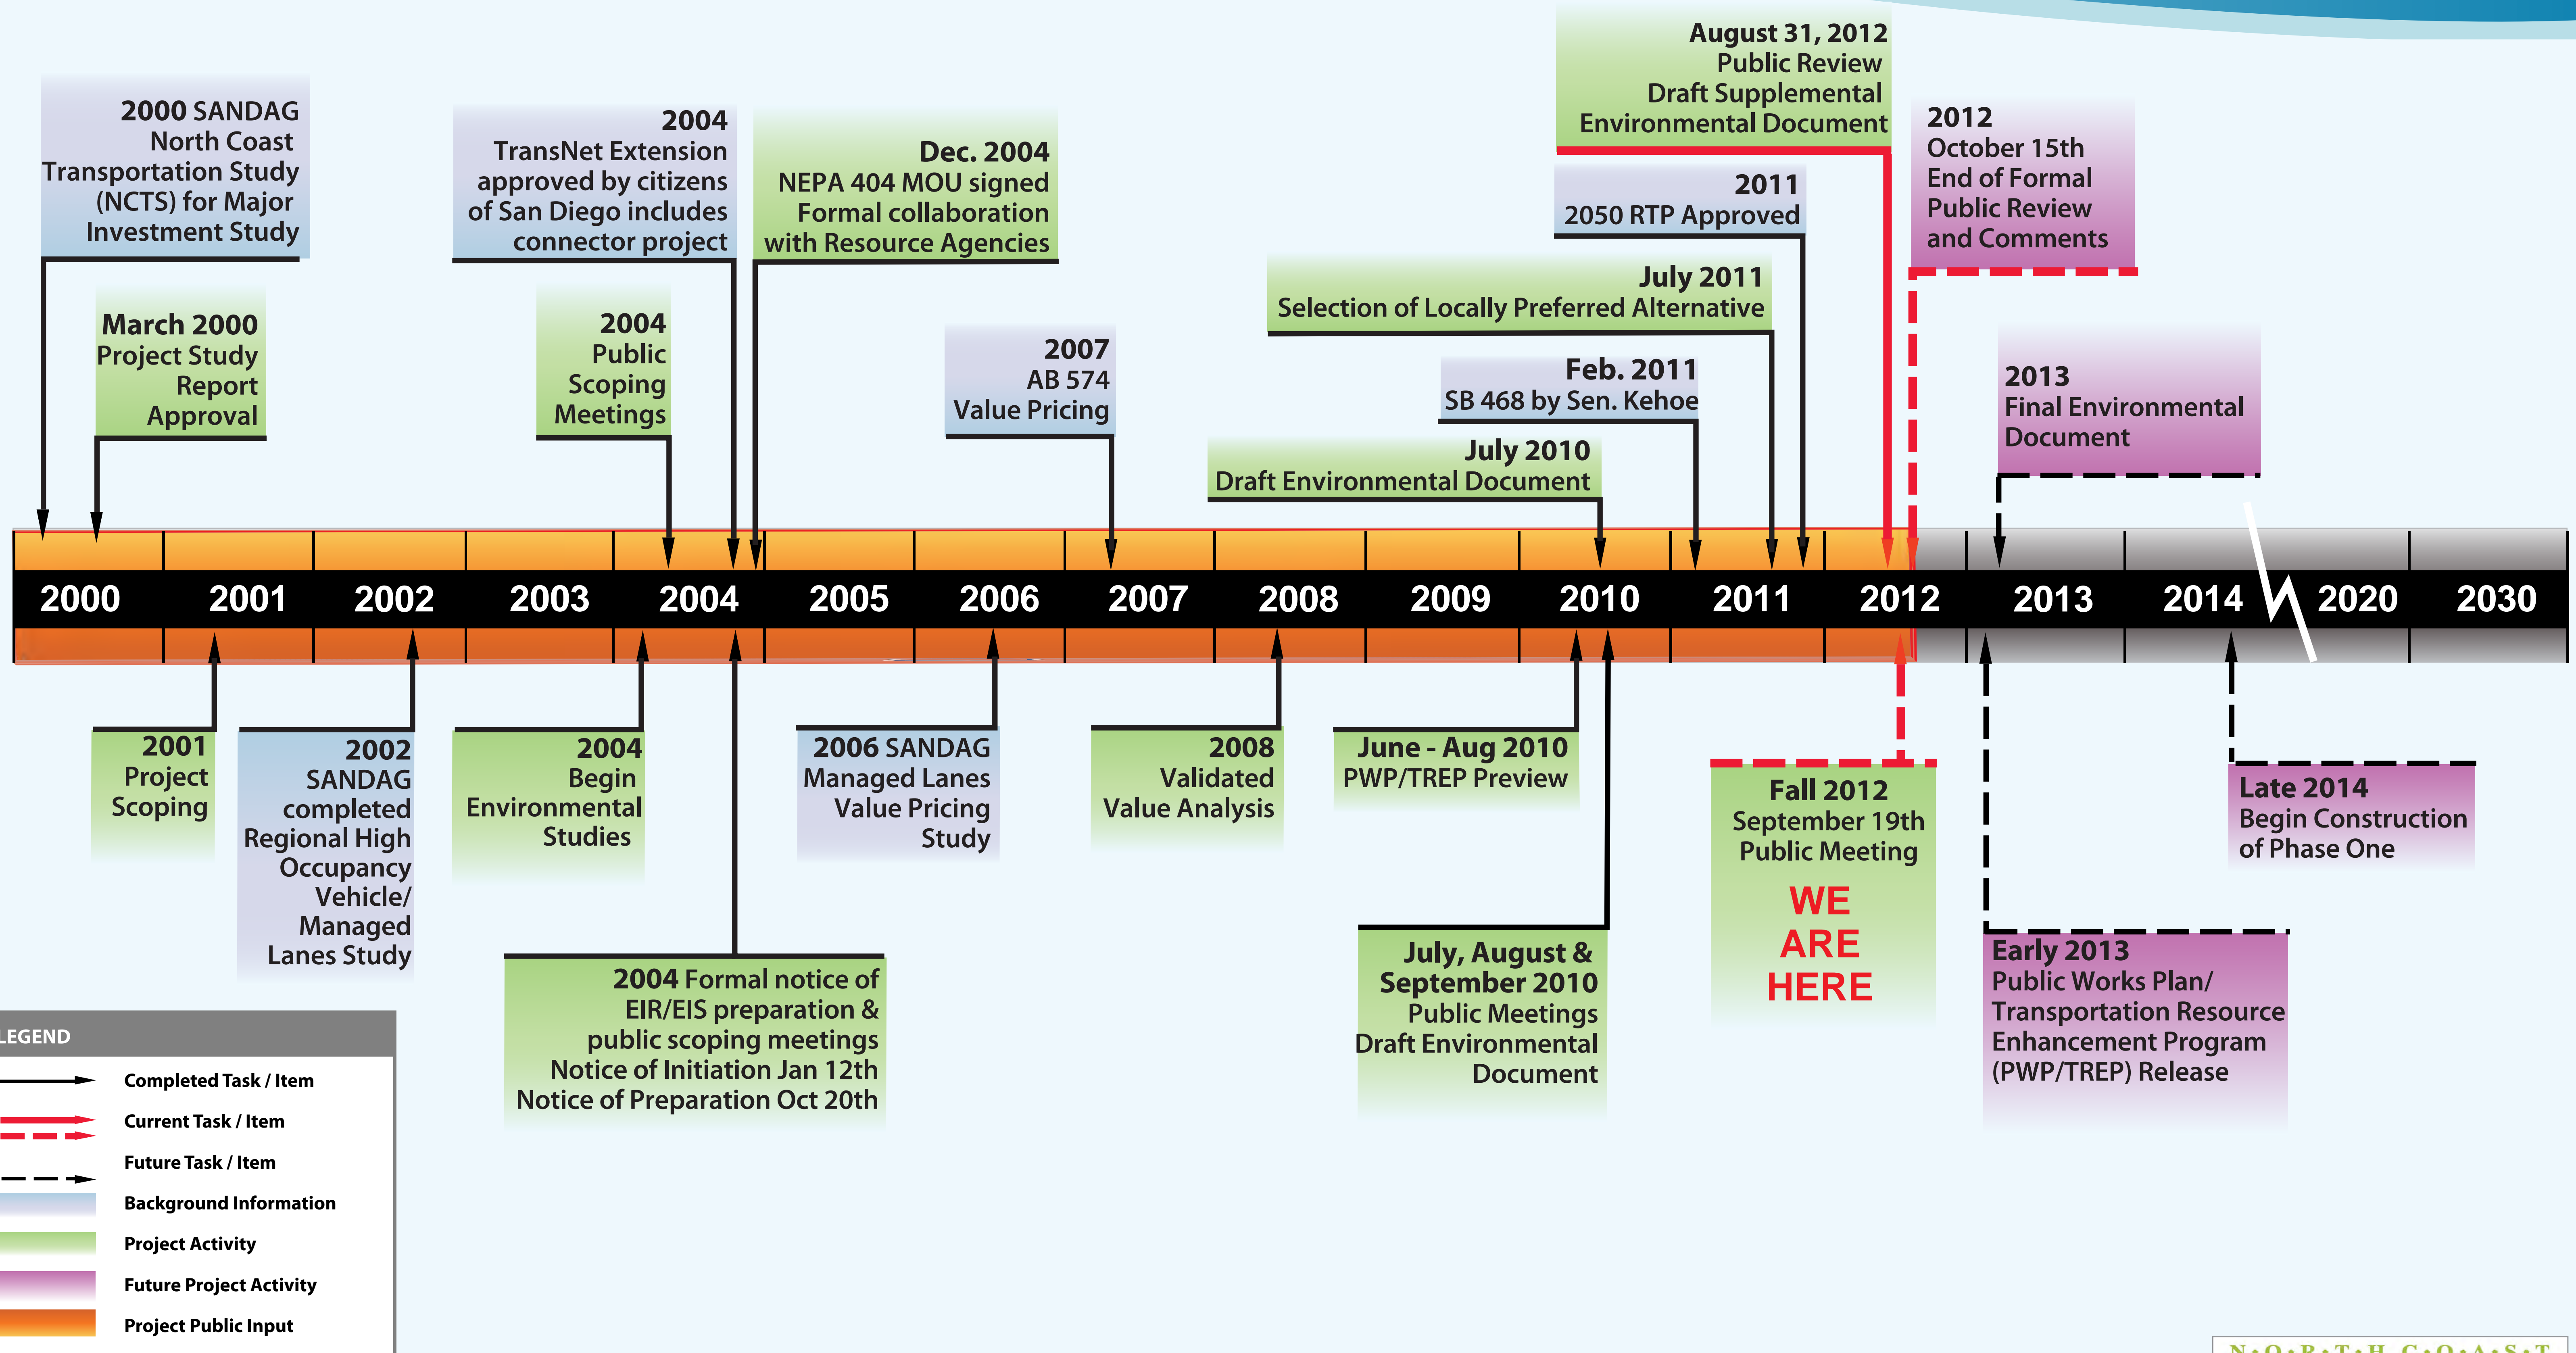 2000 SANDAG
North Coast
Transportation Study
(NCTS) for Major
Investment Study
March 2000
Project Study
Report
Approval
2004
TransNet Extension
approved by citizens
of San Diego includes
connector project
2004
Public
Scoping
Meetings
Dec. 2004
NEPA 404 MOU signed
Formal collaboration
with Resource Agencies
2007
AB 574
Value Pricing
July 2010
Draft Environmental Document
Feb. 2011
SB 468 by Sen. Kehoe
July 2011
Selection of Locally Preferred Alternative
2011
2050 RTP Approved
August 31, 2012
Public Review
Draft Supplemental
Environmental Document
2012
October 15th
End of Formal
Public Review
and Comments
2013
Final Environmental
Document
2000 2001 2002 2003 2004 2005 2006 2007 2008 2009 2010 2011 2012 2013 2014 2020 2030
2001
Project
Scoping
2002
SANDAG
completed
Regional High
Occupancy
Vehicle/
Managed
Lanes Study
2004
Begin
Environmental
Studies
2004 Formal notice of
EIR/EIS preparation &
public scoping meetings
Notice of Initiation Jan 12th
Notice of Preparation Oct 20th
2006 SANDAG
Managed Lanes
Value Pricing
Study
2008
Validated
Value Analysis
June - Aug 2010
PWP/TREP Preview
July, August &
September 2010
Public Meetings
Draft Environmental
Document
Fall 2012
September 19th
Public Meeting
WE
ARE
HERE
Early 2013
Public Works Plan/
Transportation Resource
Enhancement Program
(PWP/TREP) Release
Late 2014
Begin Construction
of Phase One
LEGEND
Completed Task / Item
Current Task / Item
Future Task / Item
Background Information
Project Activity
Future Project Activity
Project Public Input
N•O•R•T•H C•O•A•S•T